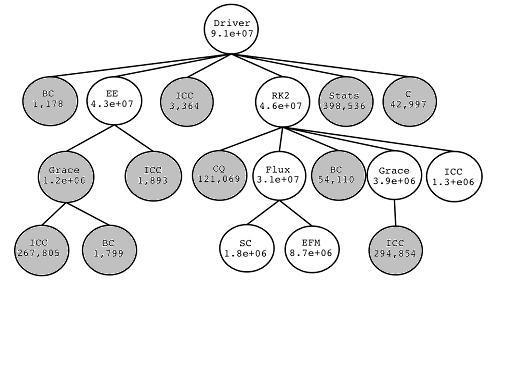 Driver
9.1e+07
BC
1,178
EE
4.3e+07
ICC
3,364
RK2
4.6e+07
Stats
398,536
C
42,997
Grace
1.2e+06
ICC
1,893
CQ
121,069
Flux
3.1e+07
BC
54,110
Grace
3.9e+06
ICC
1.3+e06
ICC
267,805
BC
1,799
SC
1.8e+06
EFM
8.7e+06
ICC
294,854